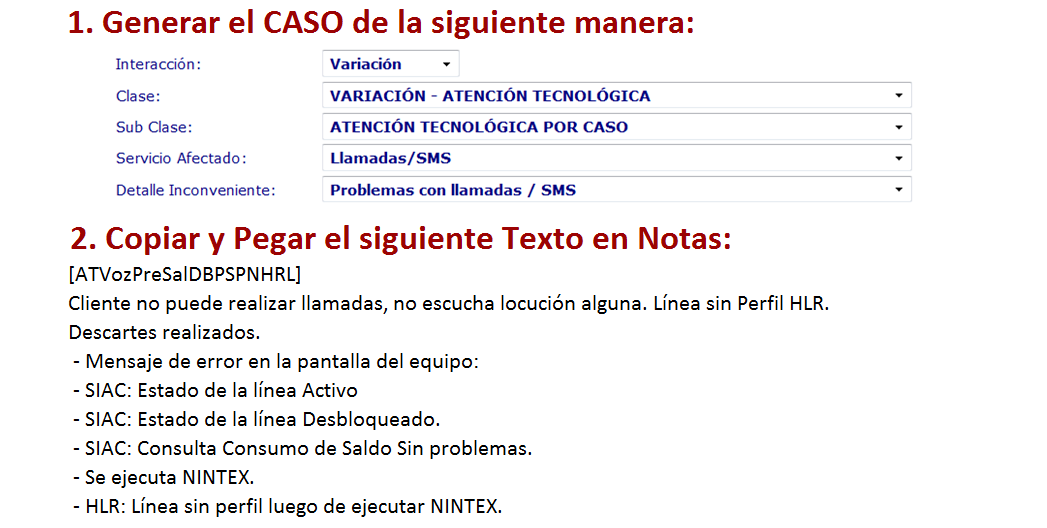 1. Generar el CASO de la siguiente manera:
Interacción: Variación
Clase: VARIACIÓN - ATENCIÓN TECNOLÓGICA
Sub Clase: ATENCIÓN TECNOLÓGICA POR CASO
Servicio Afectado: Llamadas/SMS
Detalle Inconveniente: Problemas con llamadas / SMS
2. Copiar y Pegar el siguiente Texto en Notas:
[ATVozPreSalDBPSPNHRL]
Cliente no puede realizar llamadas, no escucha locución alguna. Línea sin Perfil HLR.
Descartes realizados.
- Mensaje de error en la pantalla del equipo:
- SIAC: Estado de la línea Activo
- SIAC: Estado de la línea Desbloqueado.
- SIAC: Consulta Consumo de Saldo Sin problemas.
- Se ejecuta NINTEX.
- HLR: Línea sin perfil luego de ejecutar NINTEX.